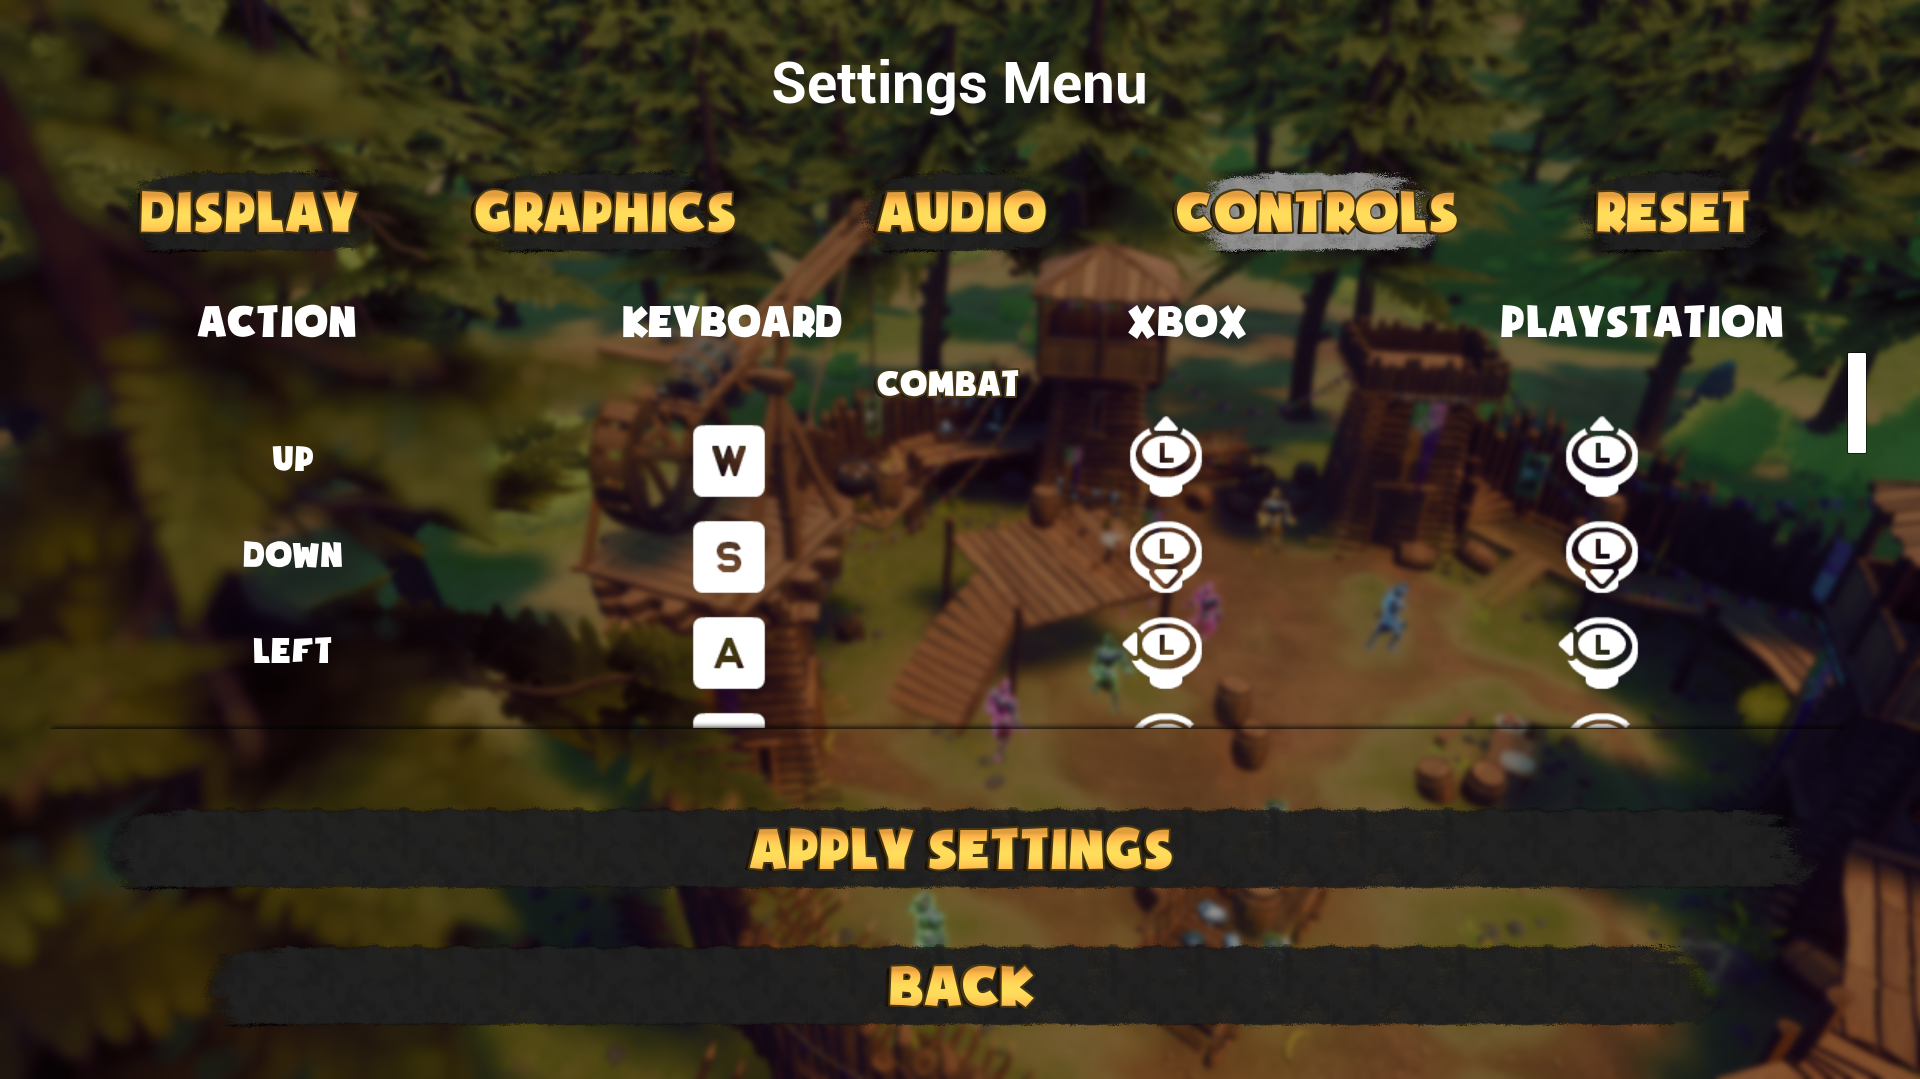 Settings Menu
DISPLAY GRAPHICS AUDIO CONTROLS RESET
ACTION KEYBOARD XBOX PLAYSTATION
COMBAT
UP W L L
DOWN S L L
LEFT A L L
APPLY SETTINGS
BACK